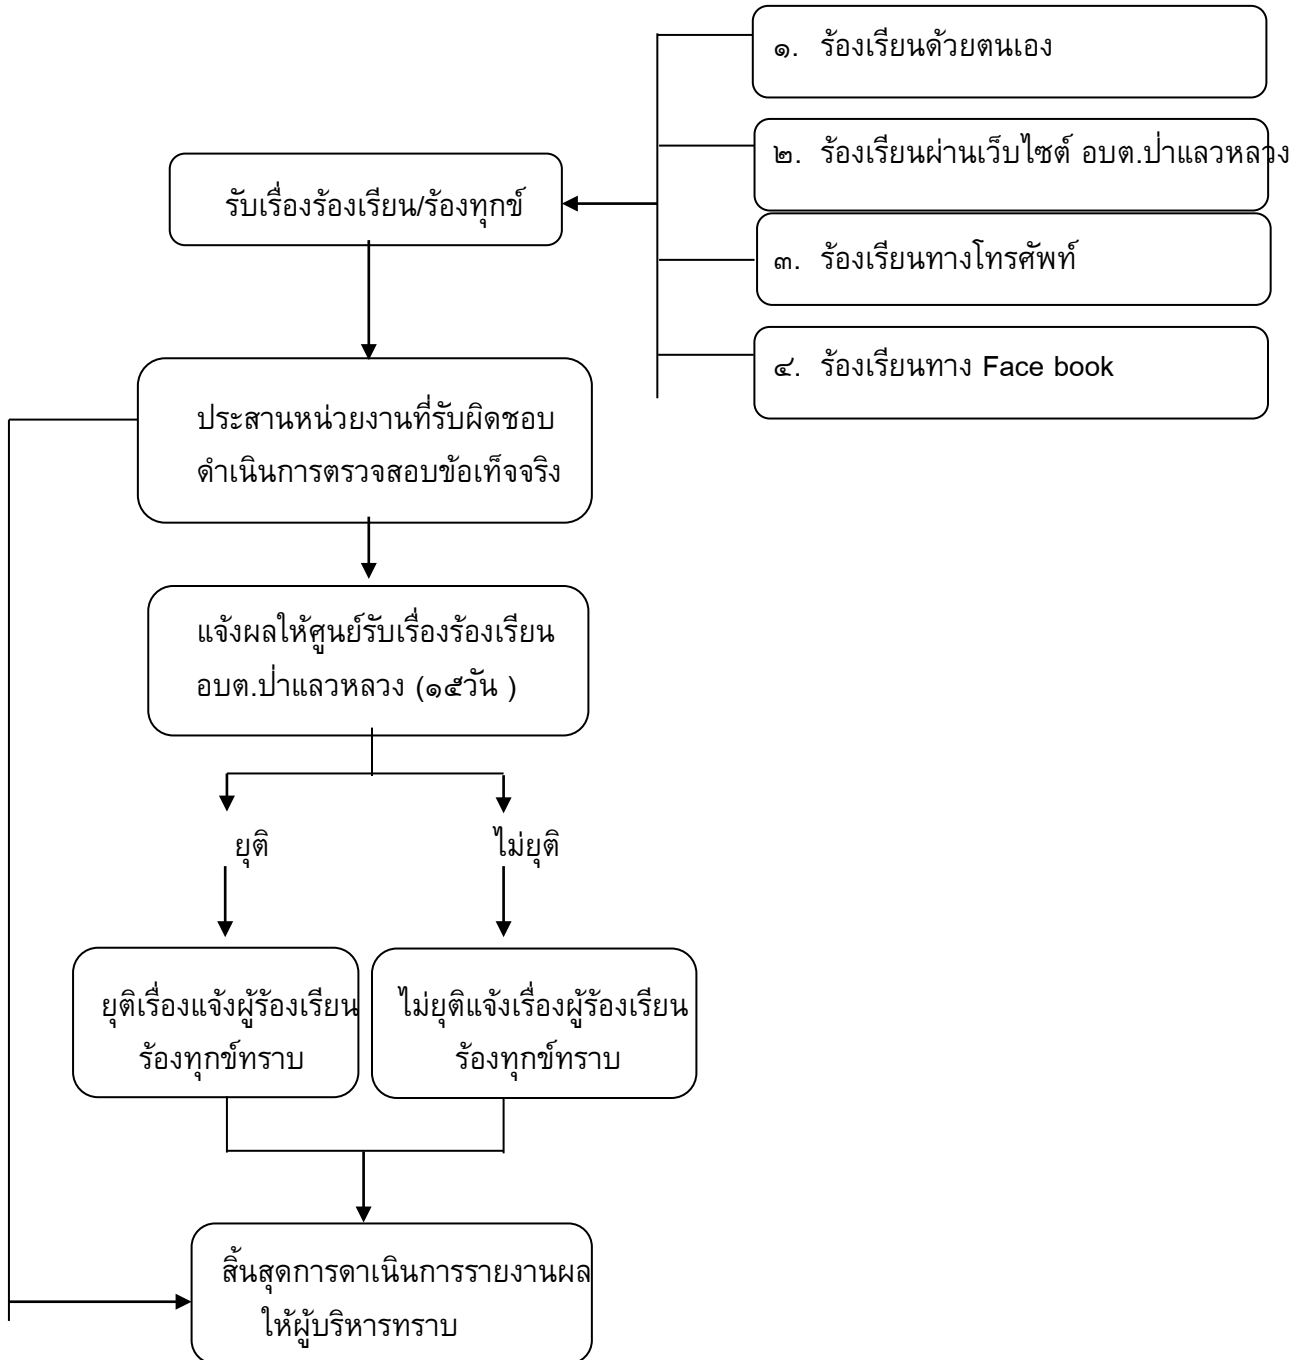 ๑. ร้องเรียนด้วยตนเอง
๒. ร้องเรียนผ่านเว็บไซต์ อบต.ป่าแลวหลวง
๓. ร้องเรียนทางโทรศัพท์
๔. ร้องเรียนทาง Face book
รับเรื่องร้องเรียน/ร้องทุกข์
ประสานหน่วยงานที่รับผิดชอบ
ดำเนินการตรวจสอบข้อเท็จจริง
แจ้งผลให้ศูนย์รับเรื่องร้องเรียน
อบต.ป่าแลวหลวง (๑๕วัน )
ยุติ
ไม่ยุติ
ยุติเรื่องแจ้งผู้ร้องเรียน
ร้องทุกข์ทราบ
ไม่ยุติแจ้งเรื่องผู้ร้องเรียน
ร้องทุกข์ทราบ
สิ้นสุดการดาเนินการรายงานผล
ให้ผู้บริหารทราบ